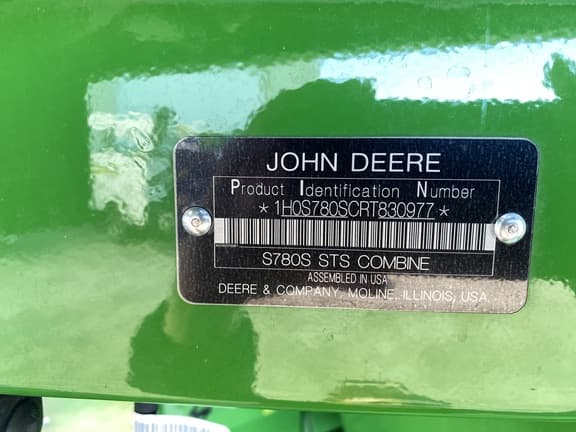 JOHN DEERE
Product Identification Number
*1H0S780SCRT830977*
S780S STS COMBINE
ASSEMBLED IN USA
DEERE & COMPANY, MOLINE, ILLINOIS, USA